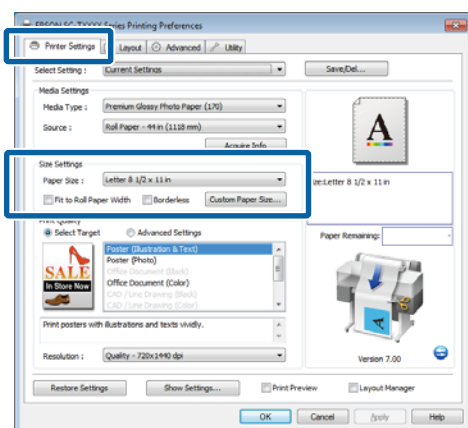 EPSON SC-TXXXX Series Printing Preferences
Printer Settings Layout Advanced Utility
Select Setting : Current Settings Save/Del...
Media Settings
Media Type : Premium Glossy Photo Paper (170)
Source : Roll Paper - 44 in (1118 mm)
Acquire Info
A
Size Settings
Paper Size : Letter 8 1/2 x 11 in
ize:Letter 8 1/2 x 11 in
Fit to Roll Paper Width Borderless Custom Paper Size...
Print Quality
Select Target Advanced Settings
Paper Remaining: -
SALE
In Store Now
Poster (Illustration & Text)
Poster (Photo)
Office Document (Black)
Office Document (Color)
CAD / Line Drawing (Black)
CAD / Line Drawing (Color)
Print posters with illustrations and texts vividly.
Resolution : Quality - 720x1440 dpi
Version 7.00
Restore Settings Show Settings... Print Preview Layout Manager
OK Cancel Apply Help